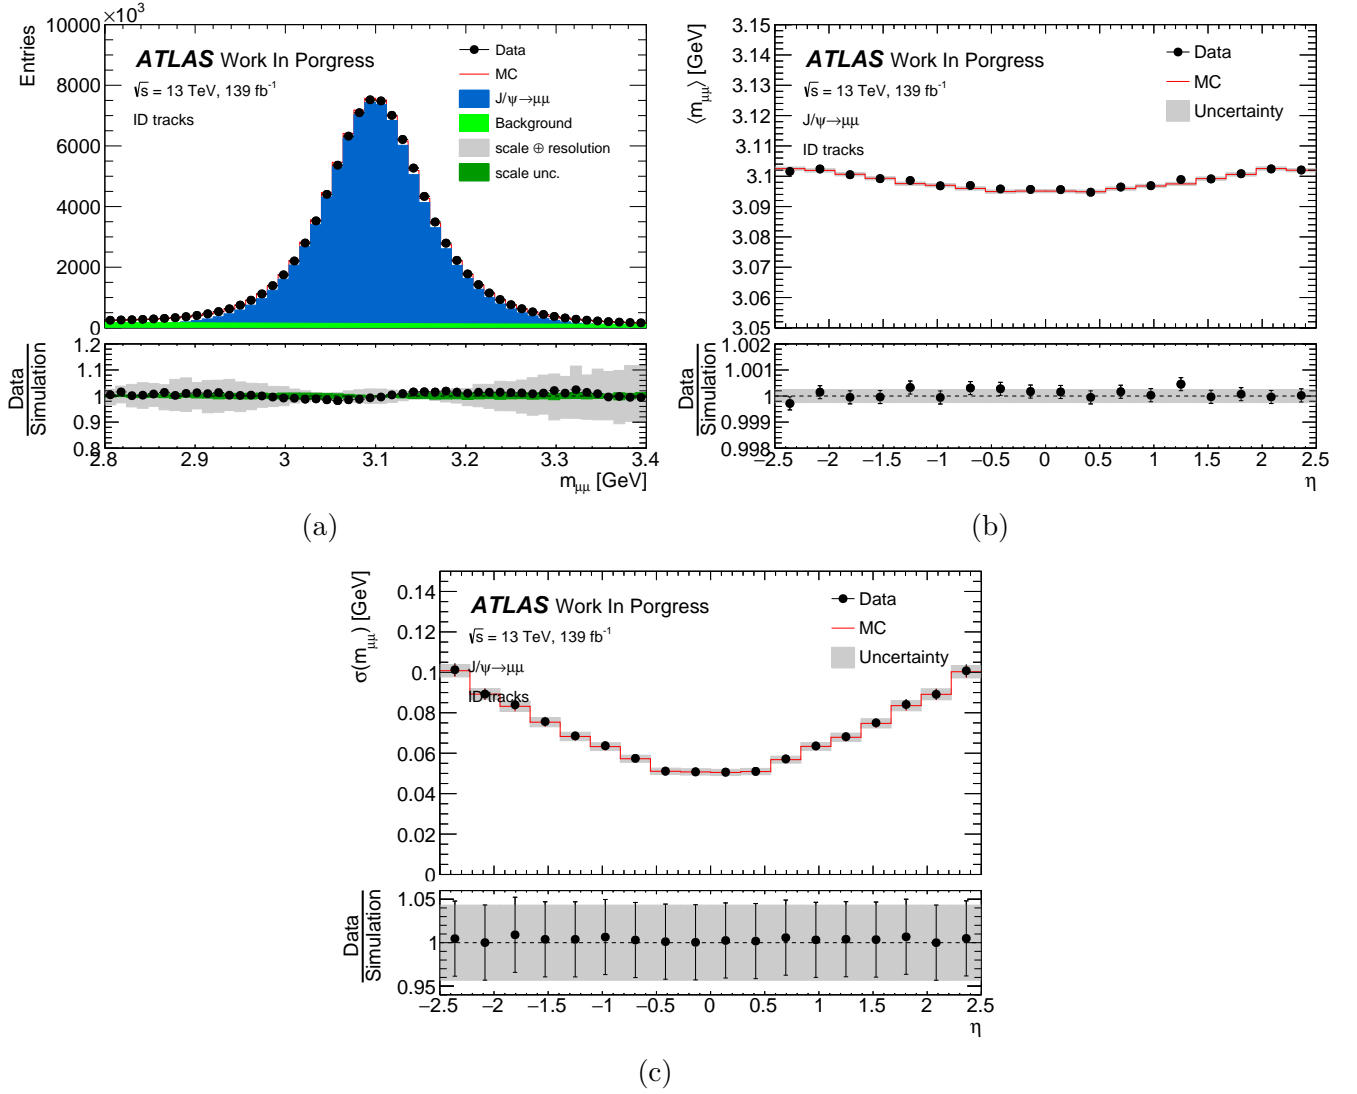 10000 ×10³
Entries
ATLAS Work In Porgress
√s = 13 TeV, 139 fb⁻¹
ID tracks
Data
MC
J/ψ→μμ
Background
scale ⊕ resolution
scale unc.
8000
6000
4000
2000
0
Data
Simulation
1.2
1.1
1
0.9
0.8
2.8 2.9 3 3.1 3.2 3.3 3.4
m_μμ [GeV]
(a)
⟨m_μμ⟩ [GeV]
3.15
3.14
3.13
3.12
3.11
3.1
3.09
3.08
3.07
3.06
3.05
ATLAS Work In Porgress
√s = 13 TeV, 139 fb⁻¹
J/ψ→μμ
ID tracks
Data
MC
Uncertainty
Data
Simulation
1.002
1.001
1
0.999
0.998
−2.5 −2 −1.5 −1 −0.5 0 0.5 1 1.5 2 2.5
η
(b)
σ(m_μμ) [GeV]
0.14
0.12
0.1
0.08
0.06
0.04
0.02
0
ATLAS Work In Porgress
√s = 13 TeV, 139 fb⁻¹
J/ψ→μμ
ID tracks
Data
MC
Uncertainty
Data
Simulation
1.05
1
0.95
−2.5 −2 −1.5 −1 −0.5 0 0.5 1 1.5 2 2.5
η
(c)